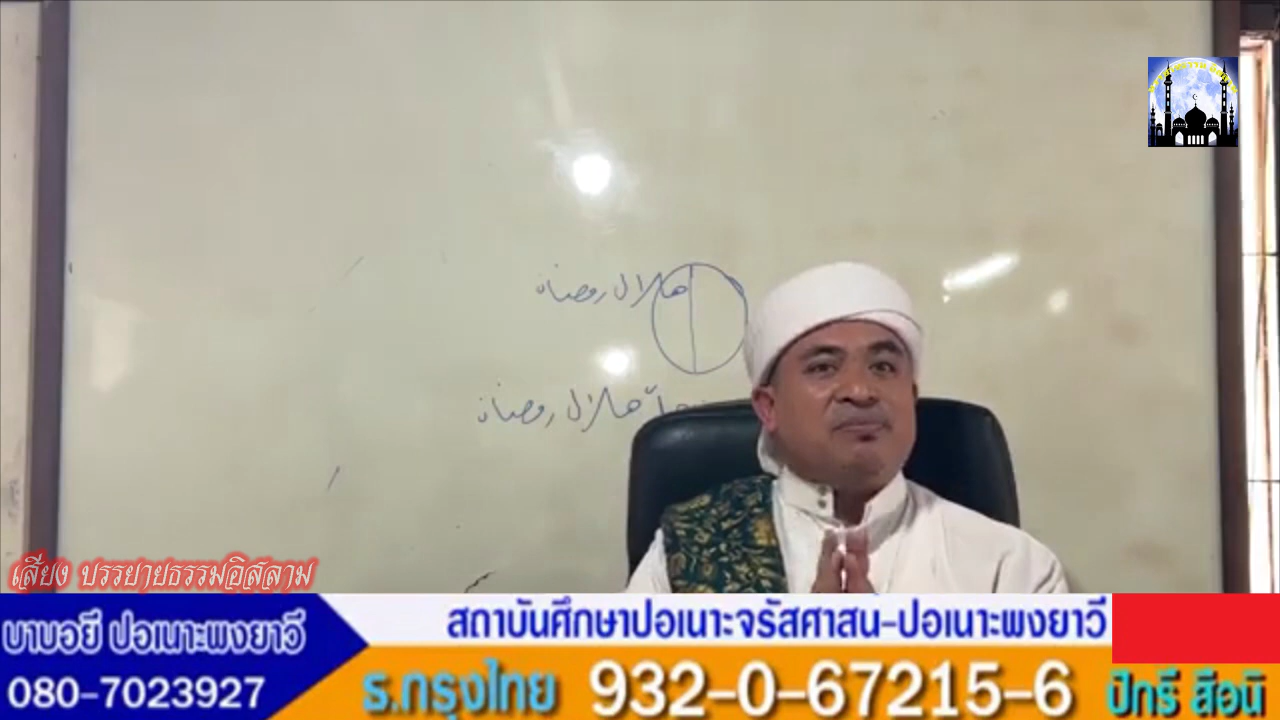 هلال رمضان
هلال رمضان
เสียง บรรยายธรรมอิสลาม
บาบอยี ปอเนาะพงยาวี
080-7023927
สถาบันศึกษาปอเนาะจรัสศาสน-ปอเนาะพงยาวี
ธ.กรุงไทย 932-0-67215-6 ปิทรี สือนิ